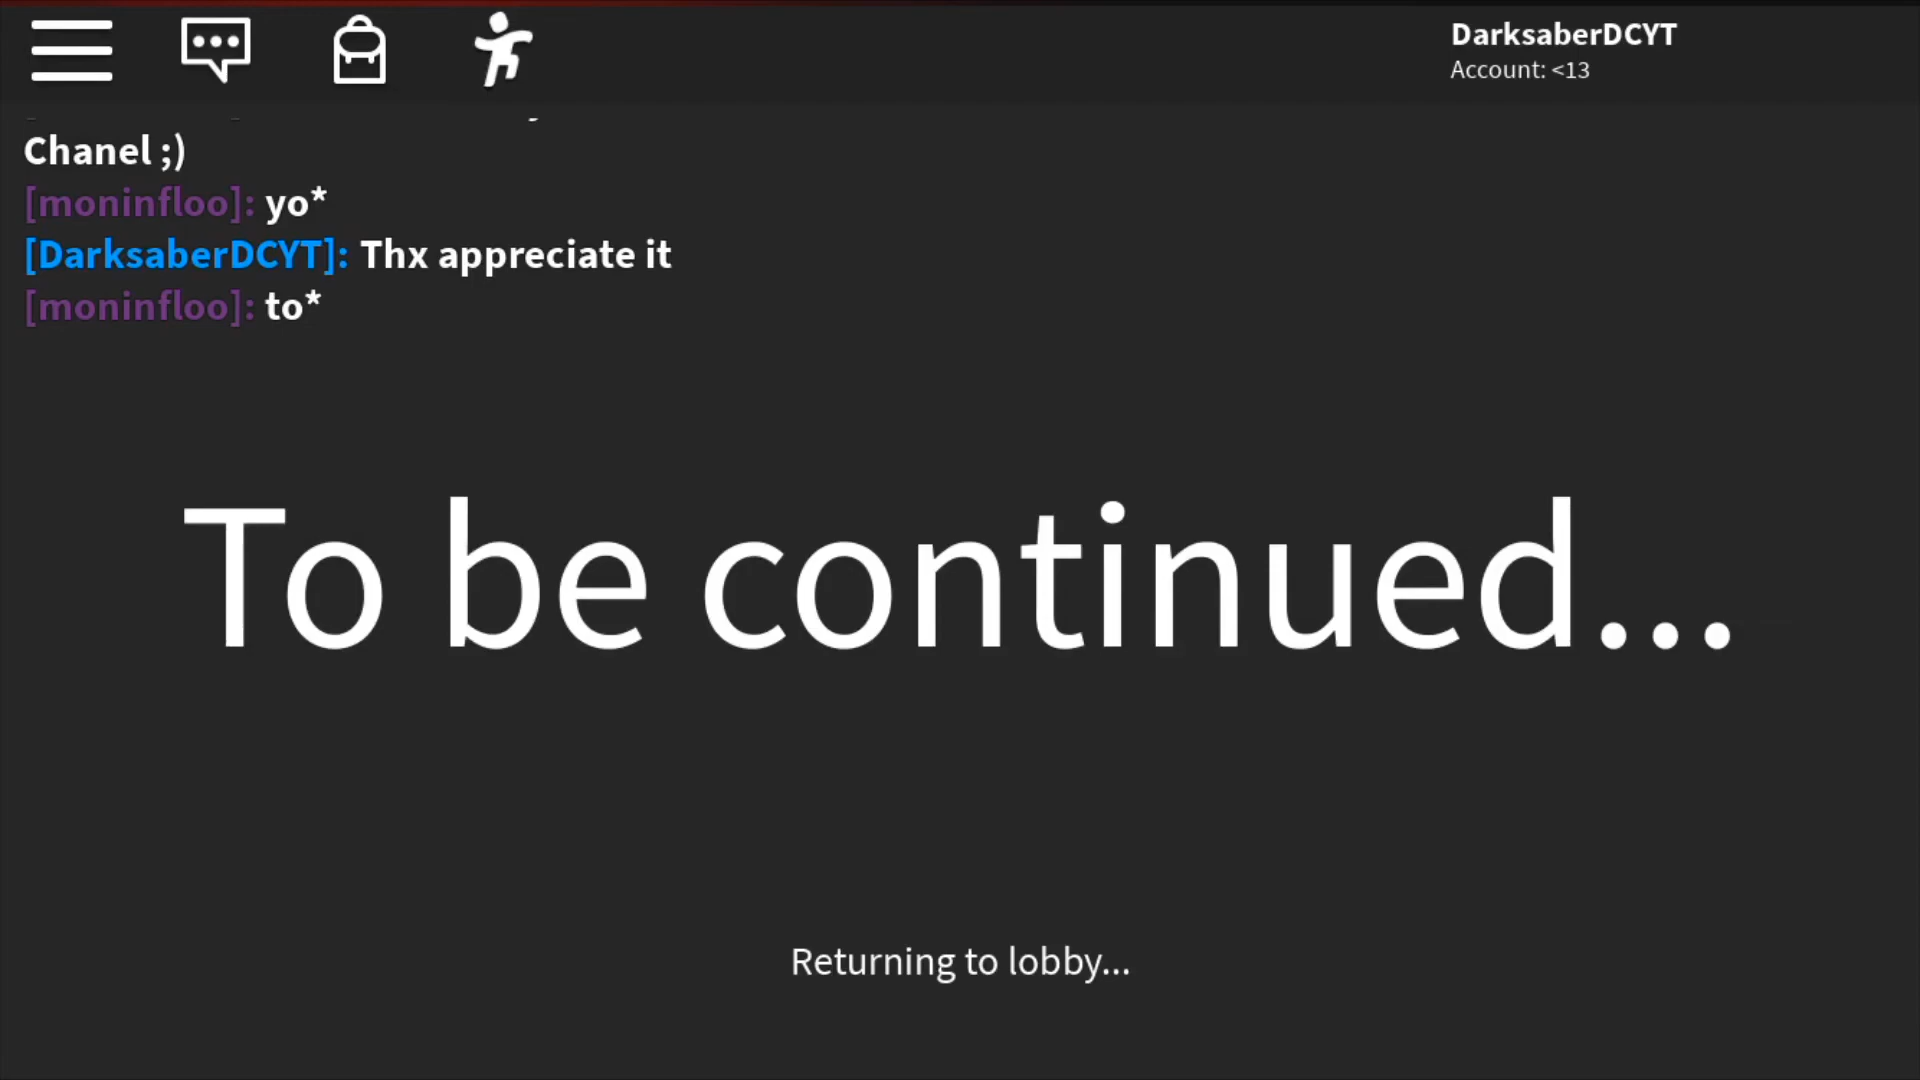 DarksaberDCYT
Account: <13
Chanel ;)
[moninfloo]: yo*
[DarksaberDCYT]: Thx appreciate it
[moninfloo]: to*
To be continued...
Returning to lobby...